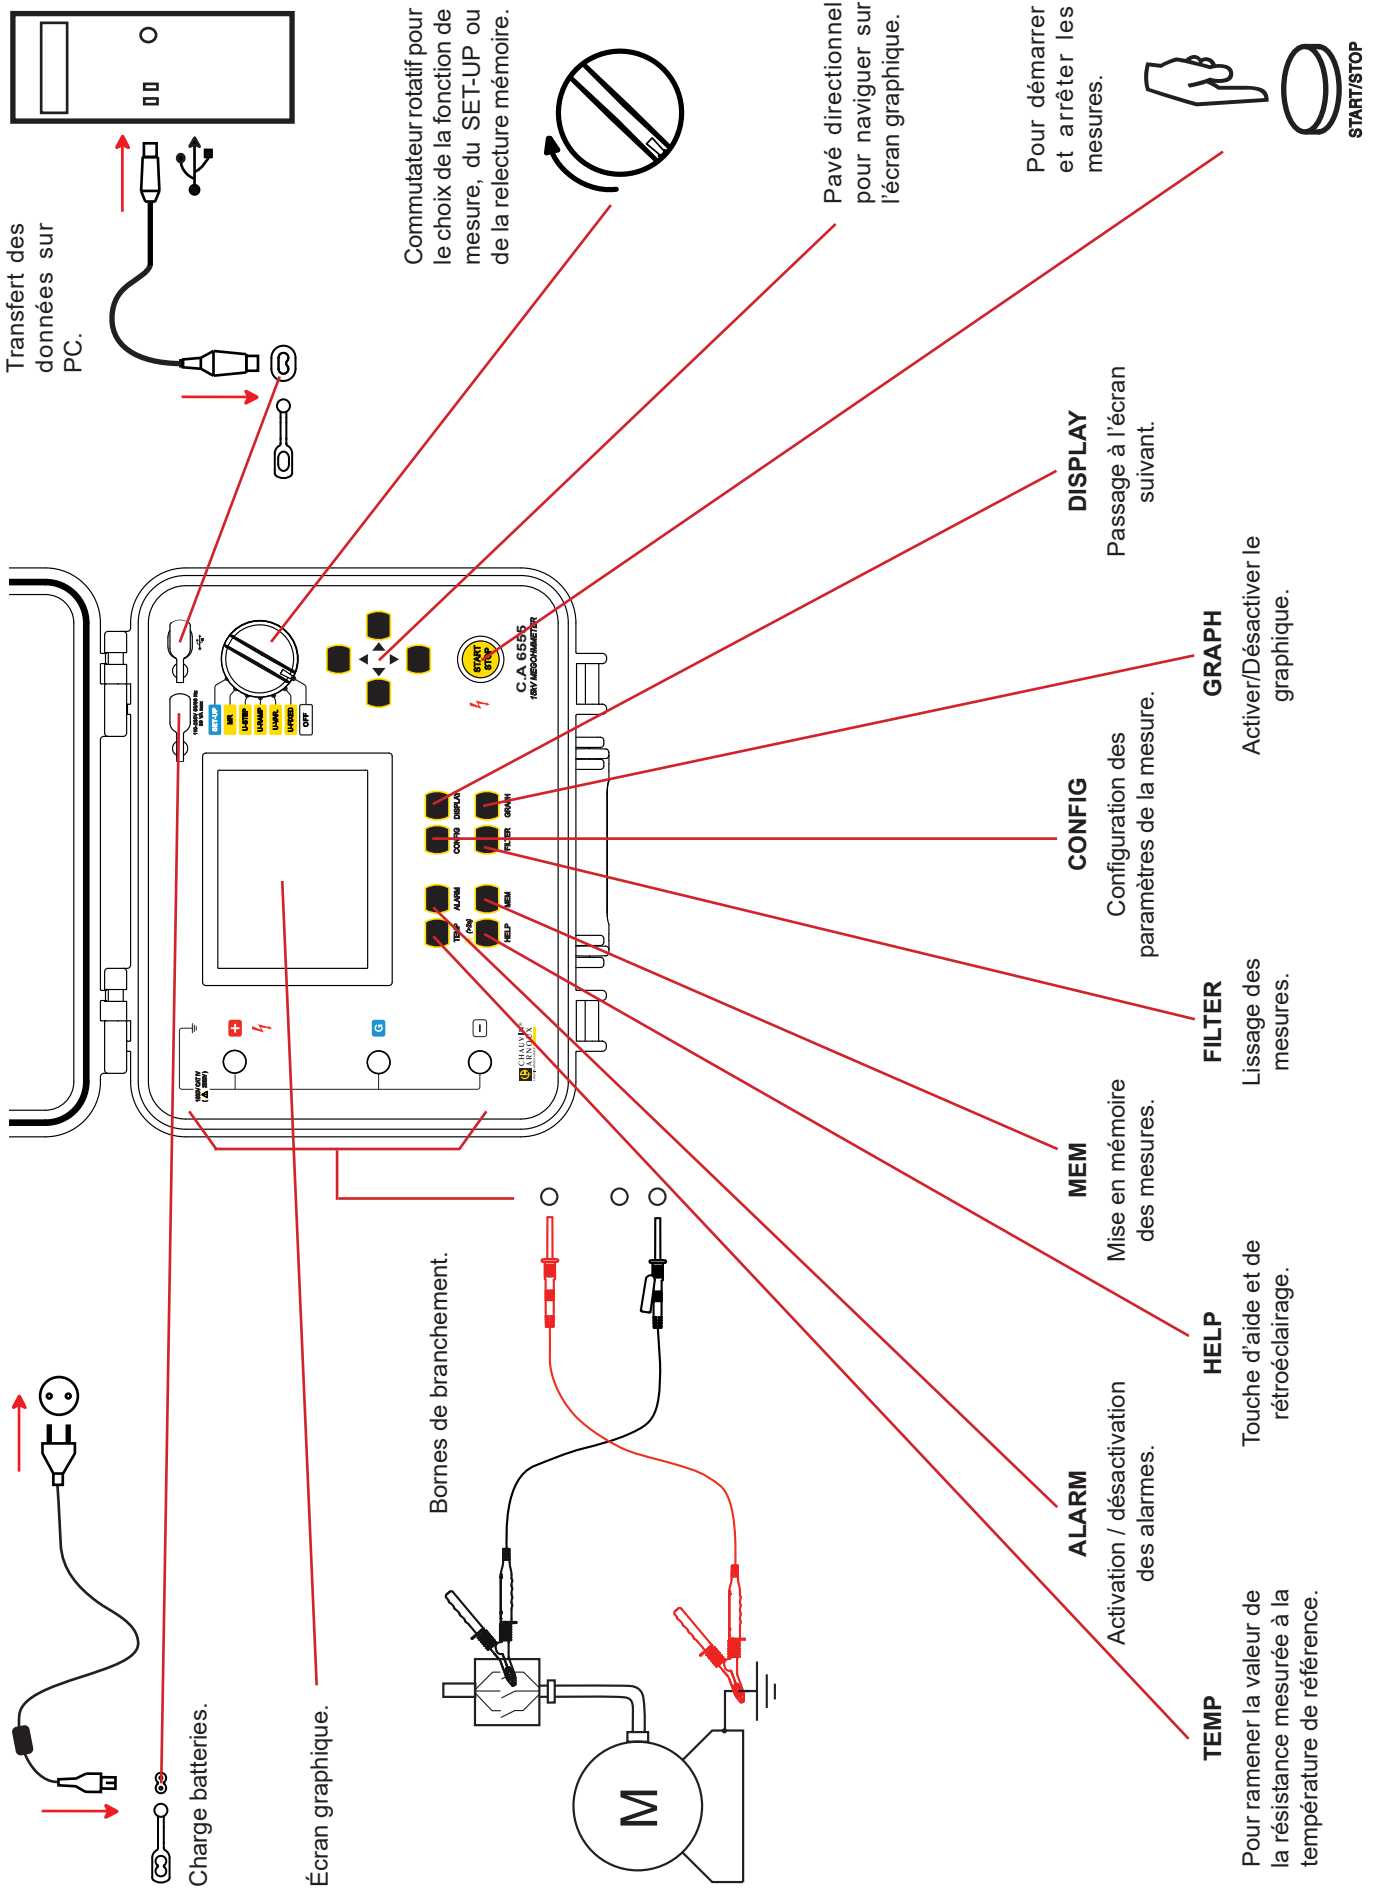 Charge batteries.
Écran graphique.
Bornes de branchement.
Transfert des
données sur
PC.
Commutateur rotatif pour
le choix de la fonction de
mesure, du SET-UP ou
de la relecture mémoire.
Pavé directionnel
pour naviguer sur
l'écran graphique.
Pour démarrer
et arrêter les
mesures.
START/STOP
1000V CAT IV
+
G
-
CHAUVIN
ARNOUX
SET-UP
MR
U-STEP
U-RAMP
U-VAR.
U-FIXED
OFF
START
STOP
C.A 6555
15kV MEGOHMMETER
TEMP
ALARM
CONFIG
DISPLAY
(>2s)
HELP
MEM
FILTER
GRAPH
M
TEMP
Pour ramener la valeur de
la résistance mesurée à la
température de référence.
ALARM
Activation / désactivation
des alarmes.
HELP
Touche d'aide et de
rétroéclairage.
MEM
Mise en mémoire
des mesures.
FILTER
Lissage des
mesures.
CONFIG
Configuration des
paramètres de la mesure.
GRAPH
Activer/Désactiver le
graphique.
DISPLAY
Passage à l'écran
suivant.